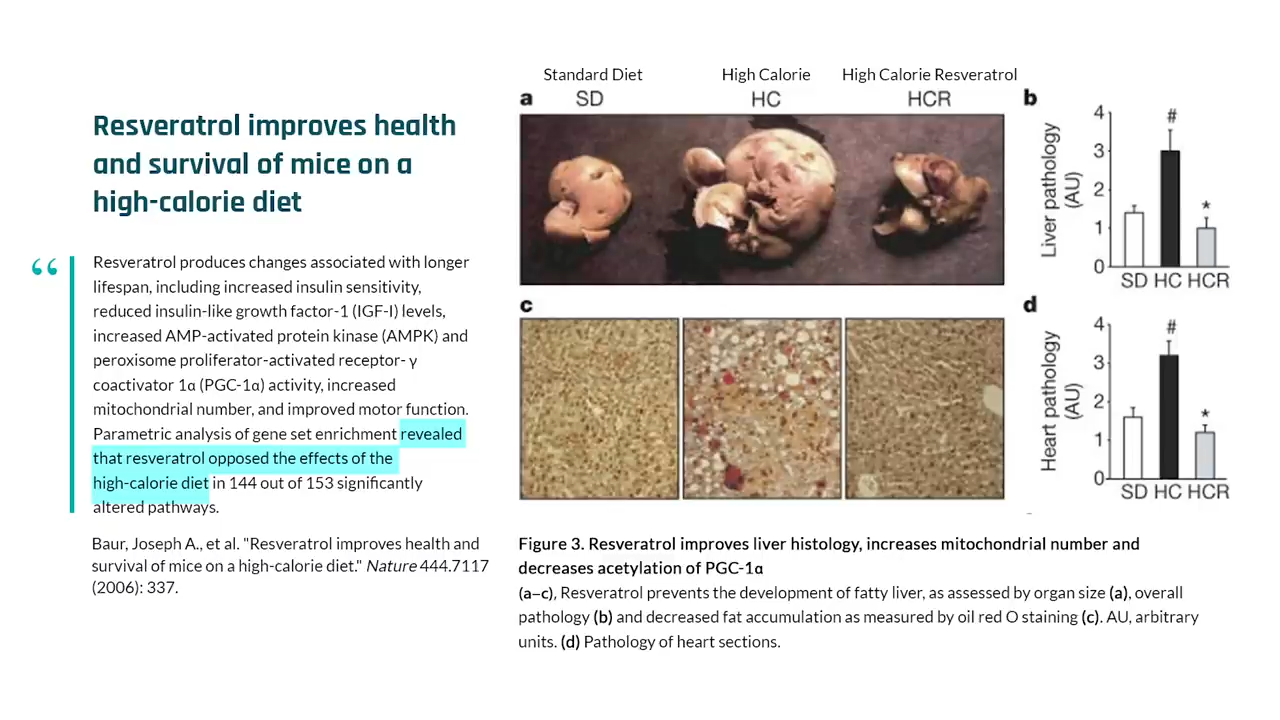 Resveratrol improves health
and survival of mice on a
high-calorie diet
“
Resveratrol produces changes associated with longer
lifespan, including increased insulin sensitivity,
reduced insulin-like growth factor-1 (IGF-I) levels,
increased AMP-activated protein kinase (AMPK) and
peroxisome proliferator-activated receptor- γ
coactivator 1α (PGC-1α) activity, increased
mitochondrial number, and improved motor function.
Parametric analysis of gene set enrichment revealed
that resveratrol opposed the effects of the
high-calorie diet in 144 out of 153 significantly
altered pathways.
Baur, Joseph A., et al. "Resveratrol improves health and
survival of mice on a high-calorie diet." Nature 444.7117
(2006): 337.
Standard Diet High Calorie High Calorie Resveratrol
a SD HC HCR
b
Liver pathology
(AU)
4
3
2
1
0
#
*
SD HC HCR
c
d
Heart pathology
(AU)
4
3
2
1
0
#
*
SD HC HCR
Figure 3. Resveratrol improves liver histology, increases mitochondrial number and
decreases acetylation of PGC-1α
(a–c), Resveratrol prevents the development of fatty liver, as assessed by organ size (a), overall
pathology (b) and decreased fat accumulation as measured by oil red O staining (c). AU, arbitrary
units. (d) Pathology of heart sections.